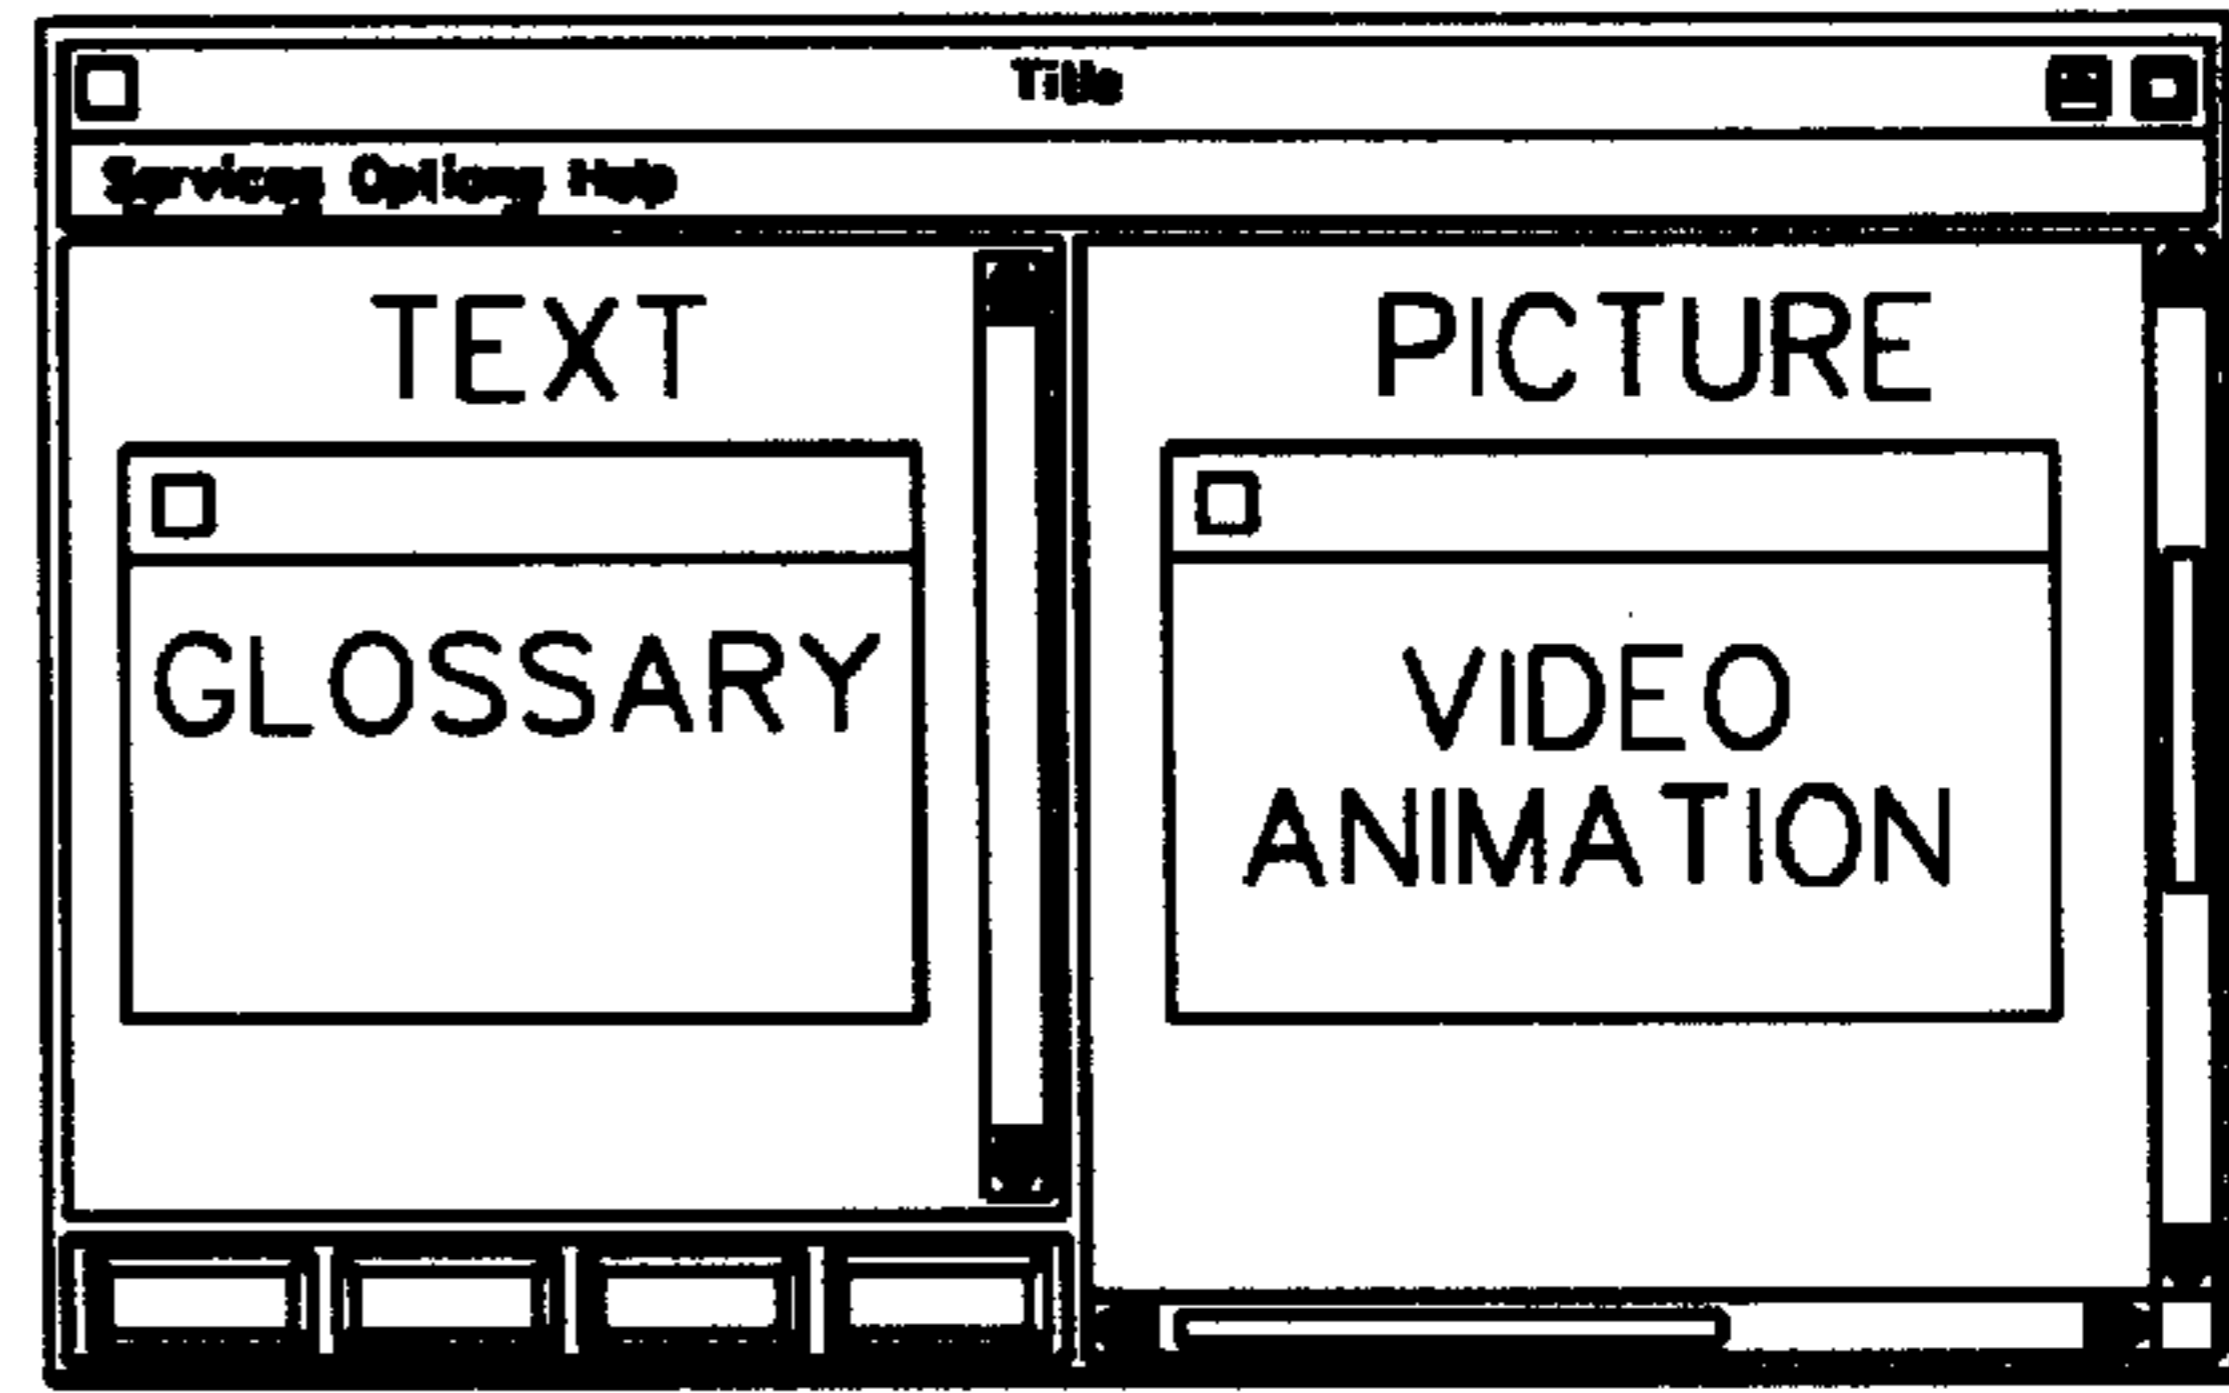 Title
Services Options Help
TEXT
GLOSSARY
PICTURE
VIDEO
ANIMATION